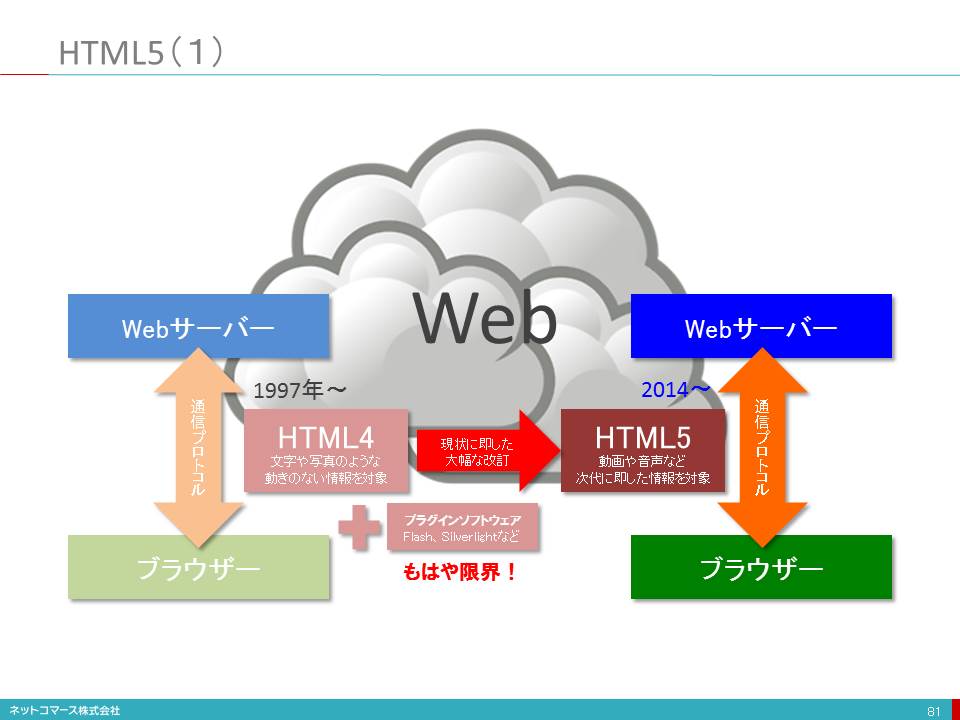 HTML5（１）
Web
Webサーバー
Webサーバー
1997年～
2014～
通信プロトコル
HTML4
文字や写真のような
動きのない情報を対象
現状に即した
大幅な改訂
HTML5
動画や音声など
次代に即した情報を対象
通信プロトコル
プラグインソフトウェア
Flash、Silverlightなど
もはや限界！
ブラウザー
ブラウザー
ネットコマース株式会社
81